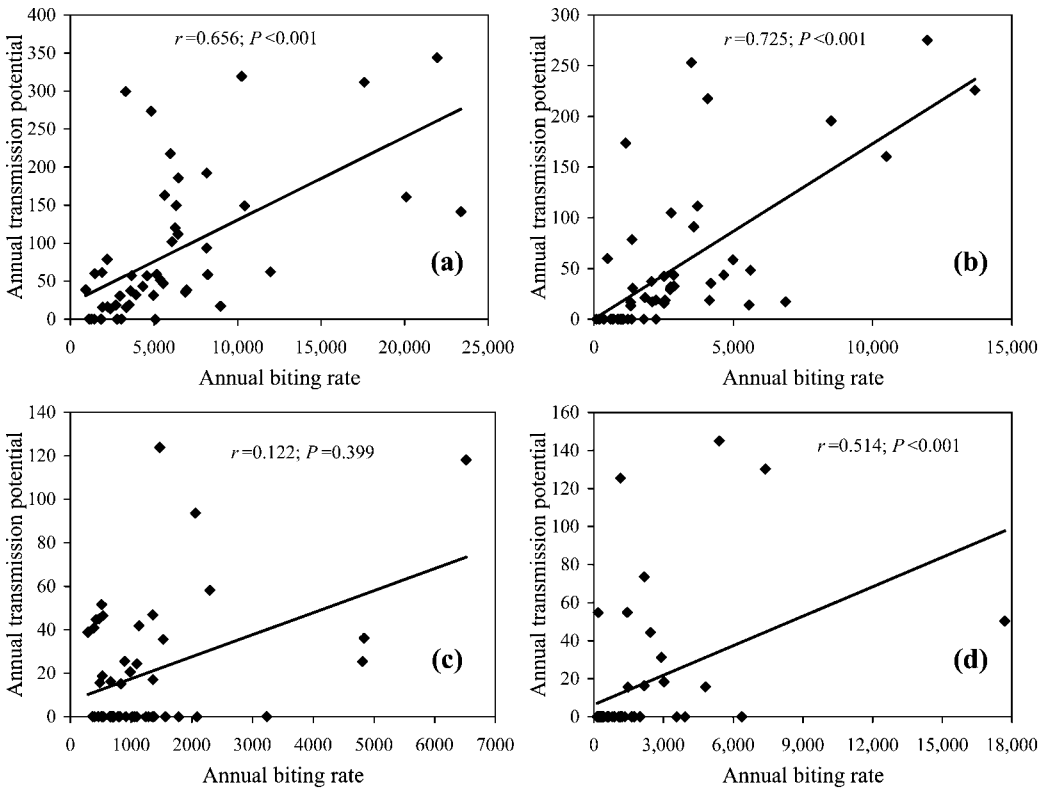 r=0.656; P<0.001
400
350
300
250
200
150
100
50
0
Annual transmission potential
(a)
0 5,000 10,000 15,000 20,000 25,000
Annual biting rate
r=0.725; P<0.001
300
250
200
150
100
50
0
Annual transmission potential
(b)
0 5,000 10,000 15,000
Annual biting rate
r=0.122; P=0.399
140
120
100
80
60
40
20
0
Annual transmission potential
(c)
0 1000 2000 3000 4000 5000 6000 7000
Annual biting rate
r=0.514; P<0.001
160
140
120
100
80
60
40
20
0
Annual transmission potential
(d)
0 3,000 6,000 9,000 12,000 15,000 18,000
Annual biting rate